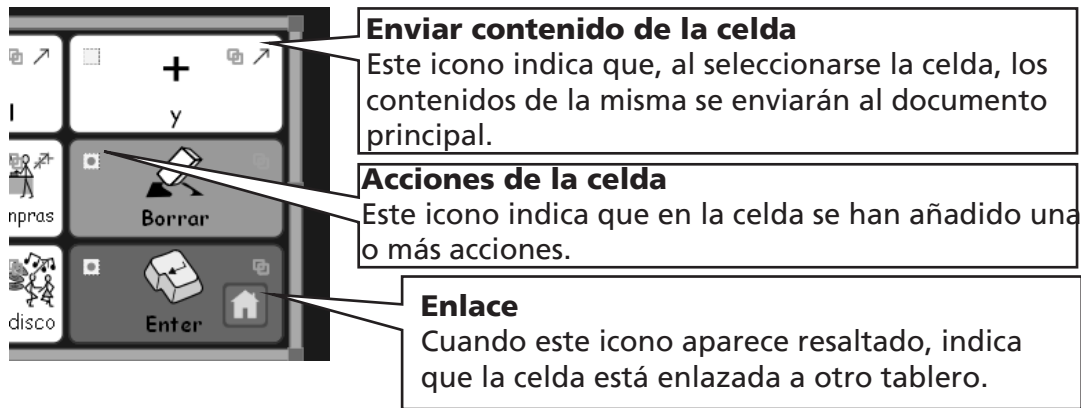 Enviar contenido de la celda
Este icono indica que, al seleccionarse la celda, los
contenidos de la misma se enviarán al documento
principal.
Acciones de la celda
Este icono indica que en la celda se han añadido una
o más acciones.
Enlace
Cuando este icono aparece resaltado, indica
que la celda está enlazada a otro tablero.
+
y
mpras
Borrar
disco
Enter